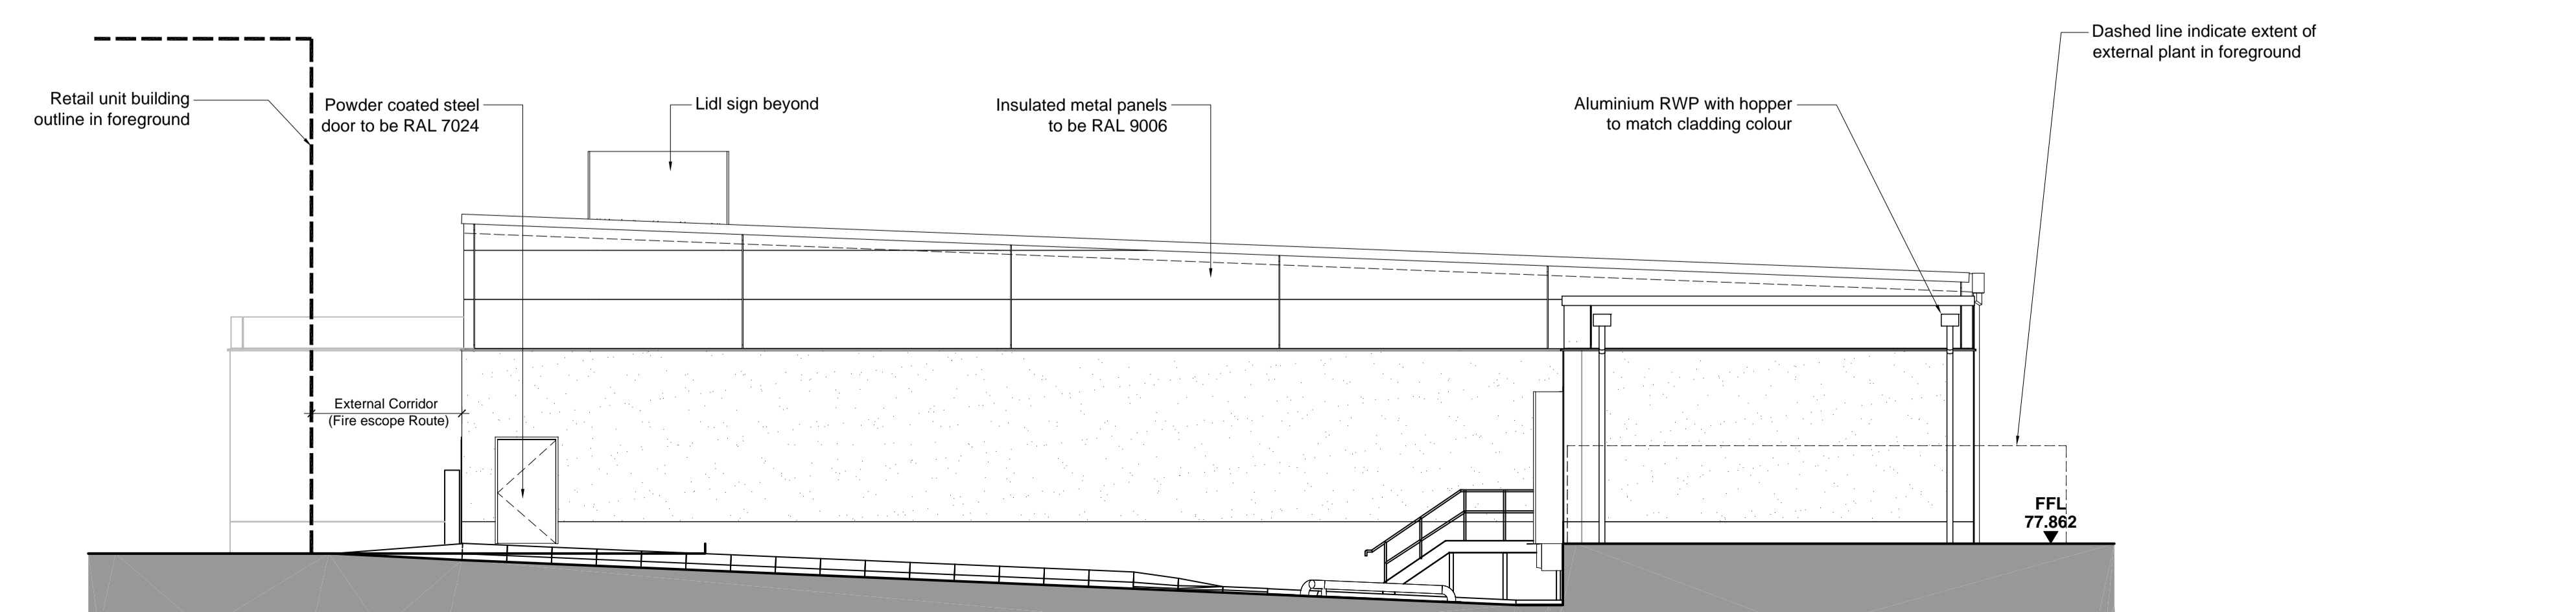 Dashed line indicate extent of
external plant in foreground
Retail unit building
outline in foreground
Powder coated steel
door to be RAL 7024
Lidl sign beyond
Insulated metal panels
to be RAL 9006
Aluminium RWP with hopper
to match cladding colour
External Corridor
(Fire escope Route)
FFL
77.862